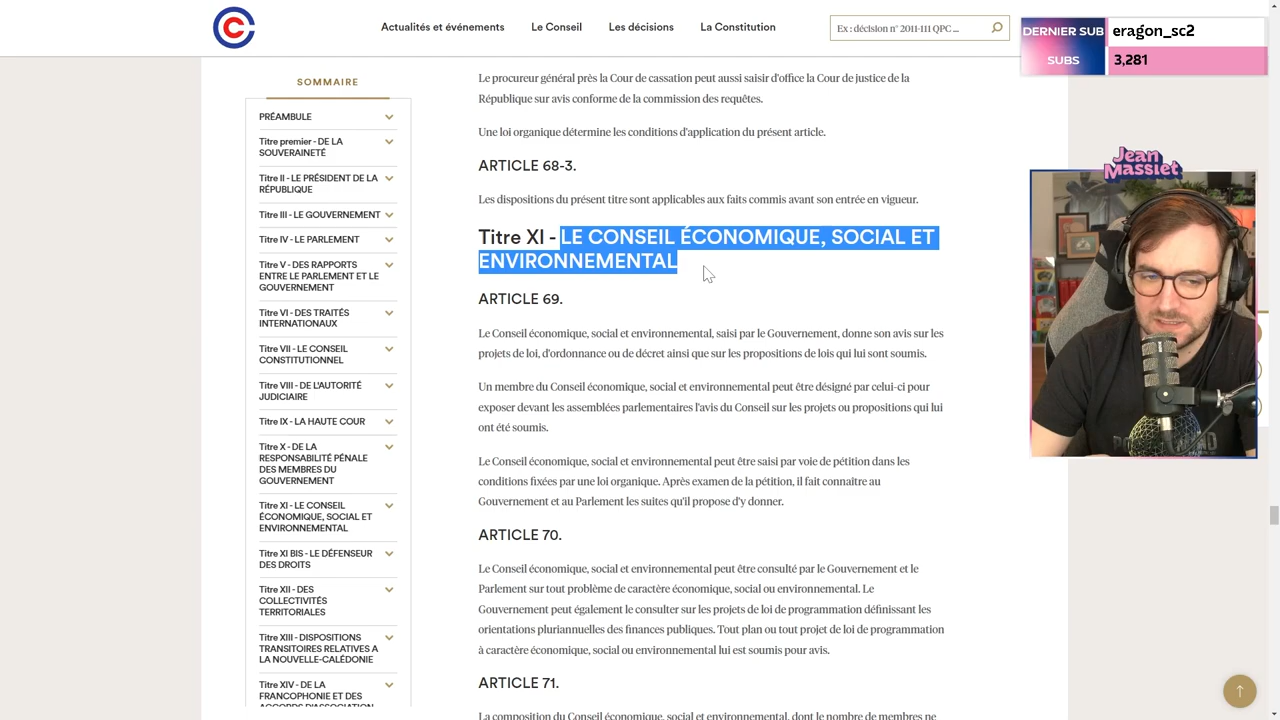 Actualités et événements
Le Conseil
Les décisions
La Constitution
Ex : décision n° 2011-111 QPC ...
DERNIER SUB
eragon_sc2
SUBS
3,281
Jean
Massiet
SOMMAIRE
PRÉAMBULE
Titre premier - DE LA
SOUVERAINETÉ
Titre II - LE PRÉSIDENT DE LA
RÉPUBLIQUE
Titre III - LE GOUVERNEMENT
Titre IV - LE PARLEMENT
Titre V - DES RAPPORTS
ENTRE LE PARLEMENT ET LE
GOUVERNEMENT
Titre VI - DES TRAITÉS
INTERNATIONAUX
Titre VII - LE CONSEIL
CONSTITUTIONNEL
Titre VIII - DE L'AUTORITÉ
JUDICIAIRE
Titre IX - LA HAUTE COUR
Titre X - DE LA
RESPONSABILITÉ PÉNALE
DES MEMBRES DU
GOUVERNEMENT
Titre XI - LE CONSEIL
ÉCONOMIQUE, SOCIAL ET
ENVIRONNEMENTAL
Titre XI BIS - LE DÉFENSEUR
DES DROITS
Titre XII - DES
COLLECTIVITÉS
TERRITORIALES
Titre XIII - DISPOSITIONS
TRANSITOIRES RELATIVES A
LA NOUVELLE-CALÉDONIE
Titre XIV - DE LA
FRANCOPHONIE ET DES
ACCORDS D'ASSOCIATION
Le procureur général près la Cour de cassation peut aussi saisir d'office la Cour de justice de la
République sur avis conforme de la commission des requêtes.
Une loi organique détermine les conditions d'application du présent article.
ARTICLE 68-3.
Les dispositions du présent titre sont applicables aux faits commis avant son entrée en vigueur.
Titre XI - LE CONSEIL ÉCONOMIQUE, SOCIAL ET
ENVIRONNEMENTAL
ARTICLE 69.
Le Conseil économique, social et environnemental, saisi par le Gouvernement, donne son avis sur les
projets de loi, d'ordonnance ou de décret ainsi que sur les propositions de lois qui lui sont soumis.
Un membre du Conseil économique, social et environnemental peut être désigné par celui-ci pour
exposer devant les assemblées parlementaires l'avis du Conseil sur les projets ou propositions qui lui
ont été soumis.
Le Conseil économique, social et environnemental peut être saisi par voie de pétition dans les
conditions fixées par une loi organique. Après examen de la pétition, il fait connaître au
Gouvernement et au Parlement les suites qu'il propose d'y donner.
ARTICLE 70.
Le Conseil économique, social et environnemental peut être consulté par le Gouvernement et le
Parlement sur tout problème de caractère économique, social ou environnemental. Le
Gouvernement peut également le consulter sur les projets de loi de programmation définissant les
orientations pluriannuelles des finances publiques. Tout plan ou tout projet de loi de programmation
à caractère économique, social ou environnemental lui est soumis pour avis.
ARTICLE 71.
La composition du Conseil économique, social et environnemental, dont le nombre de membres ne